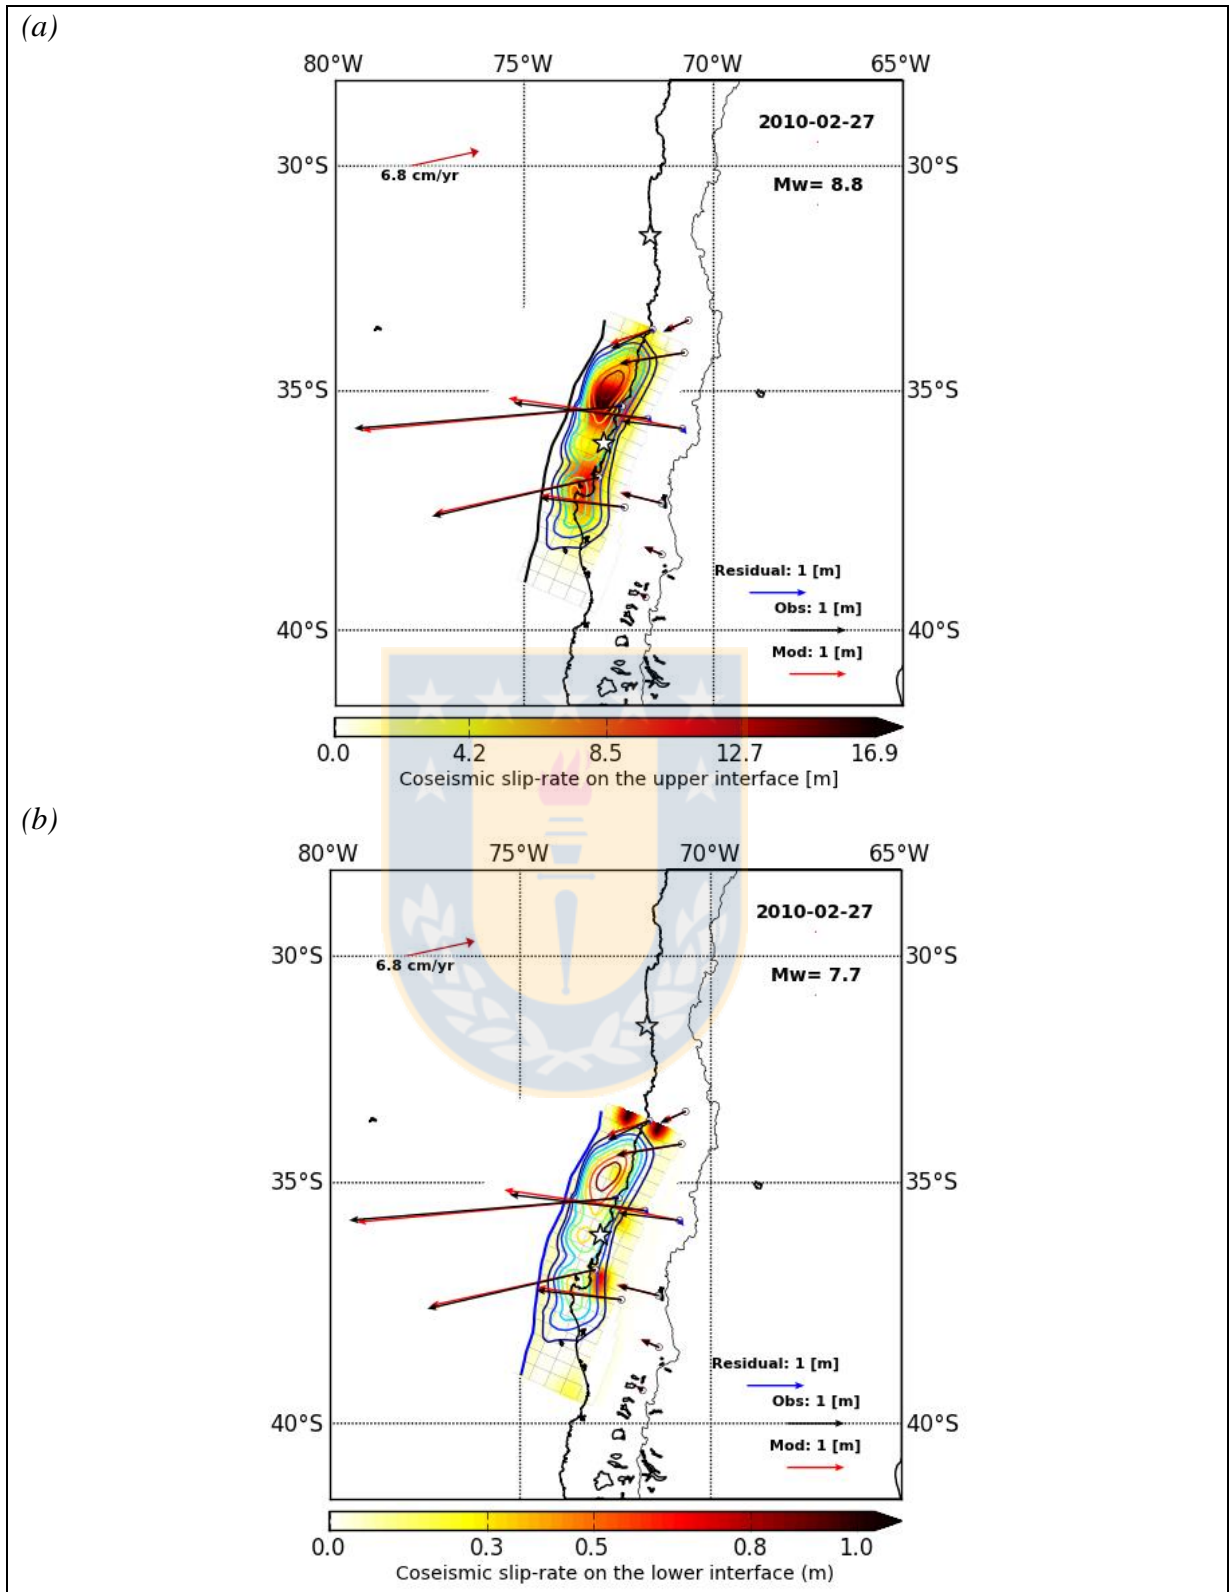 (a)
80°W 75°W 70°W 65°W
2010-02-27
30°S 30°S
6.8 cm/yr
Mw= 8.8
35°S 35°S
Residual: 1 [m]
Obs: 1 [m]
40°S 40°S
Mod: 1 [m]
0.0 4.2 8.5 12.7 16.9
Coseismic slip-rate on the upper interface [m]
(b)
80°W 75°W 70°W 65°W
2010-02-27
30°S 30°S
6.8 cm/yr
Mw= 7.7
35°S 35°S
Residual: 1 [m]
Obs: 1 [m]
40°S 40°S
Mod: 1 [m]
0.0 0.3 0.5 0.8 1.0
Coseismic slip-rate on the lower interface (m)